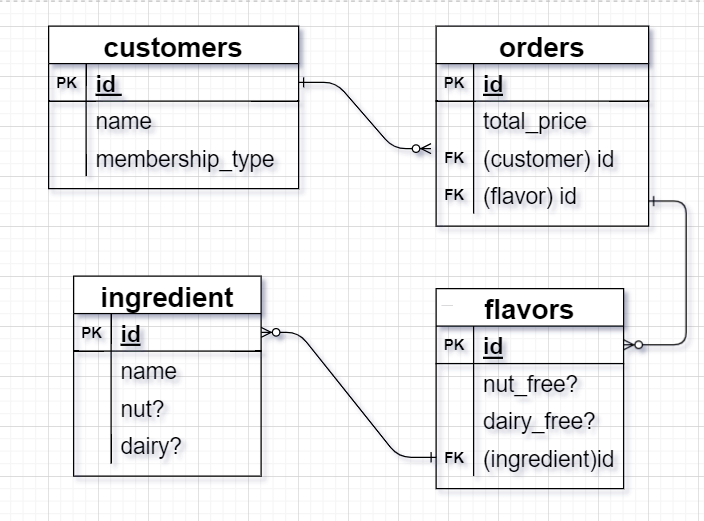 customers
PK id
name
membership_type
orders
PK id
total_price
FK (customer) id
FK (flavor) id
ingredient
PK id
name
nut?
dairy?
flavors
PK id
nut_free?
dairy_free?
FK (ingredient)id